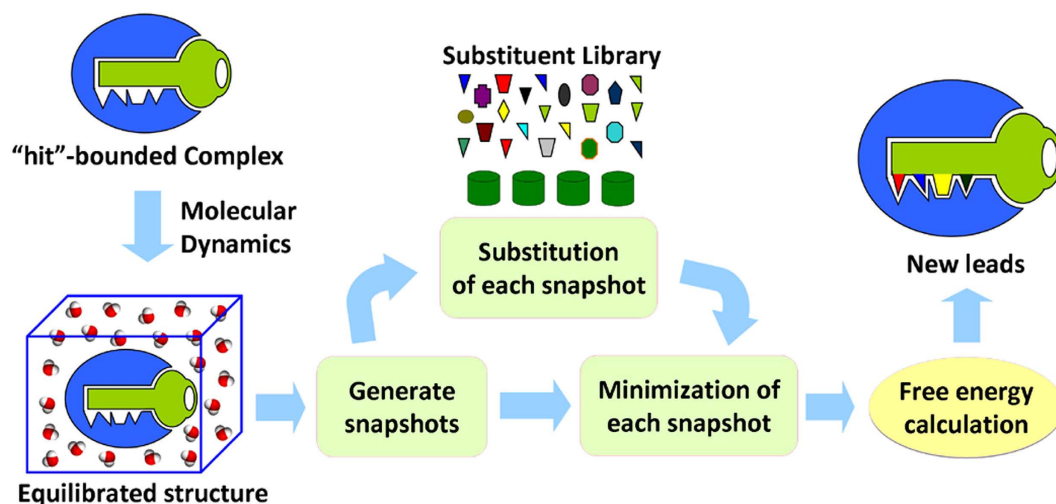 "hit"-bounded Complex
Molecular
Dynamics
Equilibrated structure
Generate
snapshots
Substituent Library
Substitution
of each snapshot
Minimization of
each snapshot
Free energy
calculation
New leads